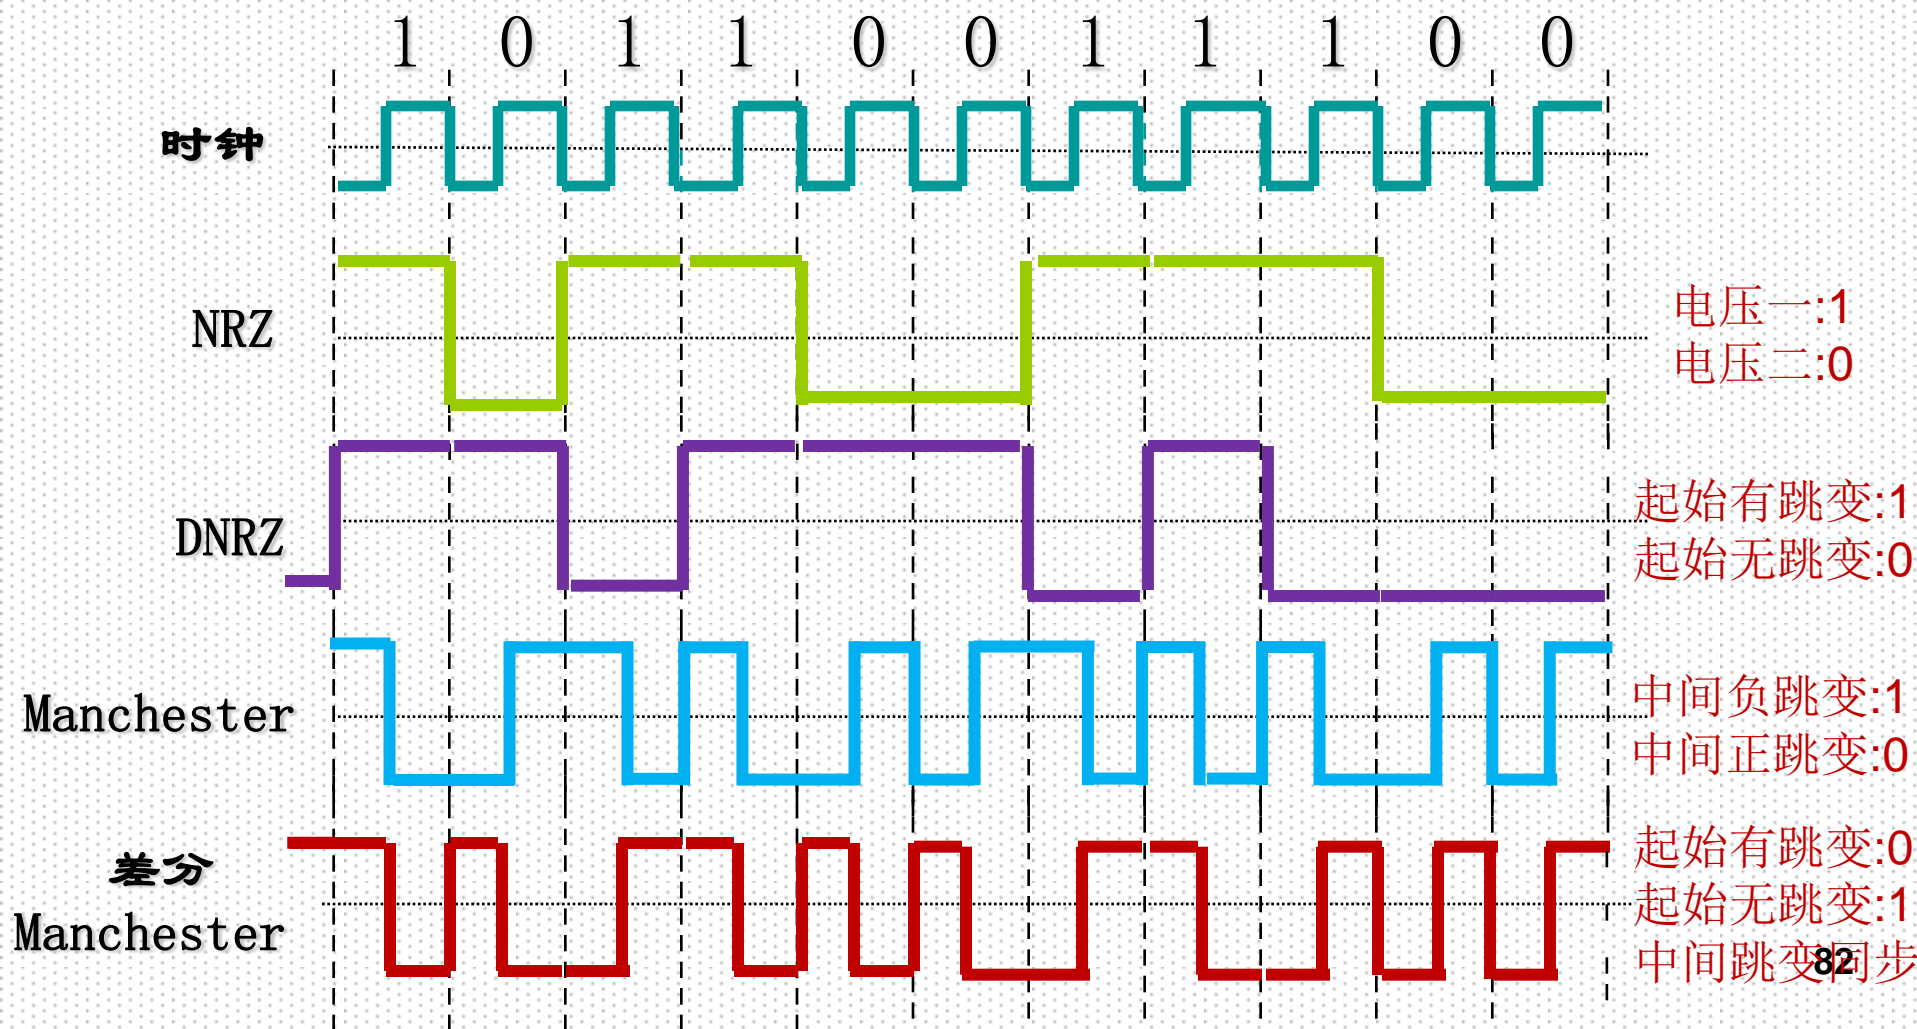 1 0 1 1 0 0 1 1 1 0 0
时钟
NRZ
电压一:1
电压二:0
DNRZ
起始有跳变:1
起始无跳变:0
Manchester
中间负跳变:1
中间正跳变:0
差分
Manchester
起始有跳变:0
起始无跳变:1
中间跳变同步
82